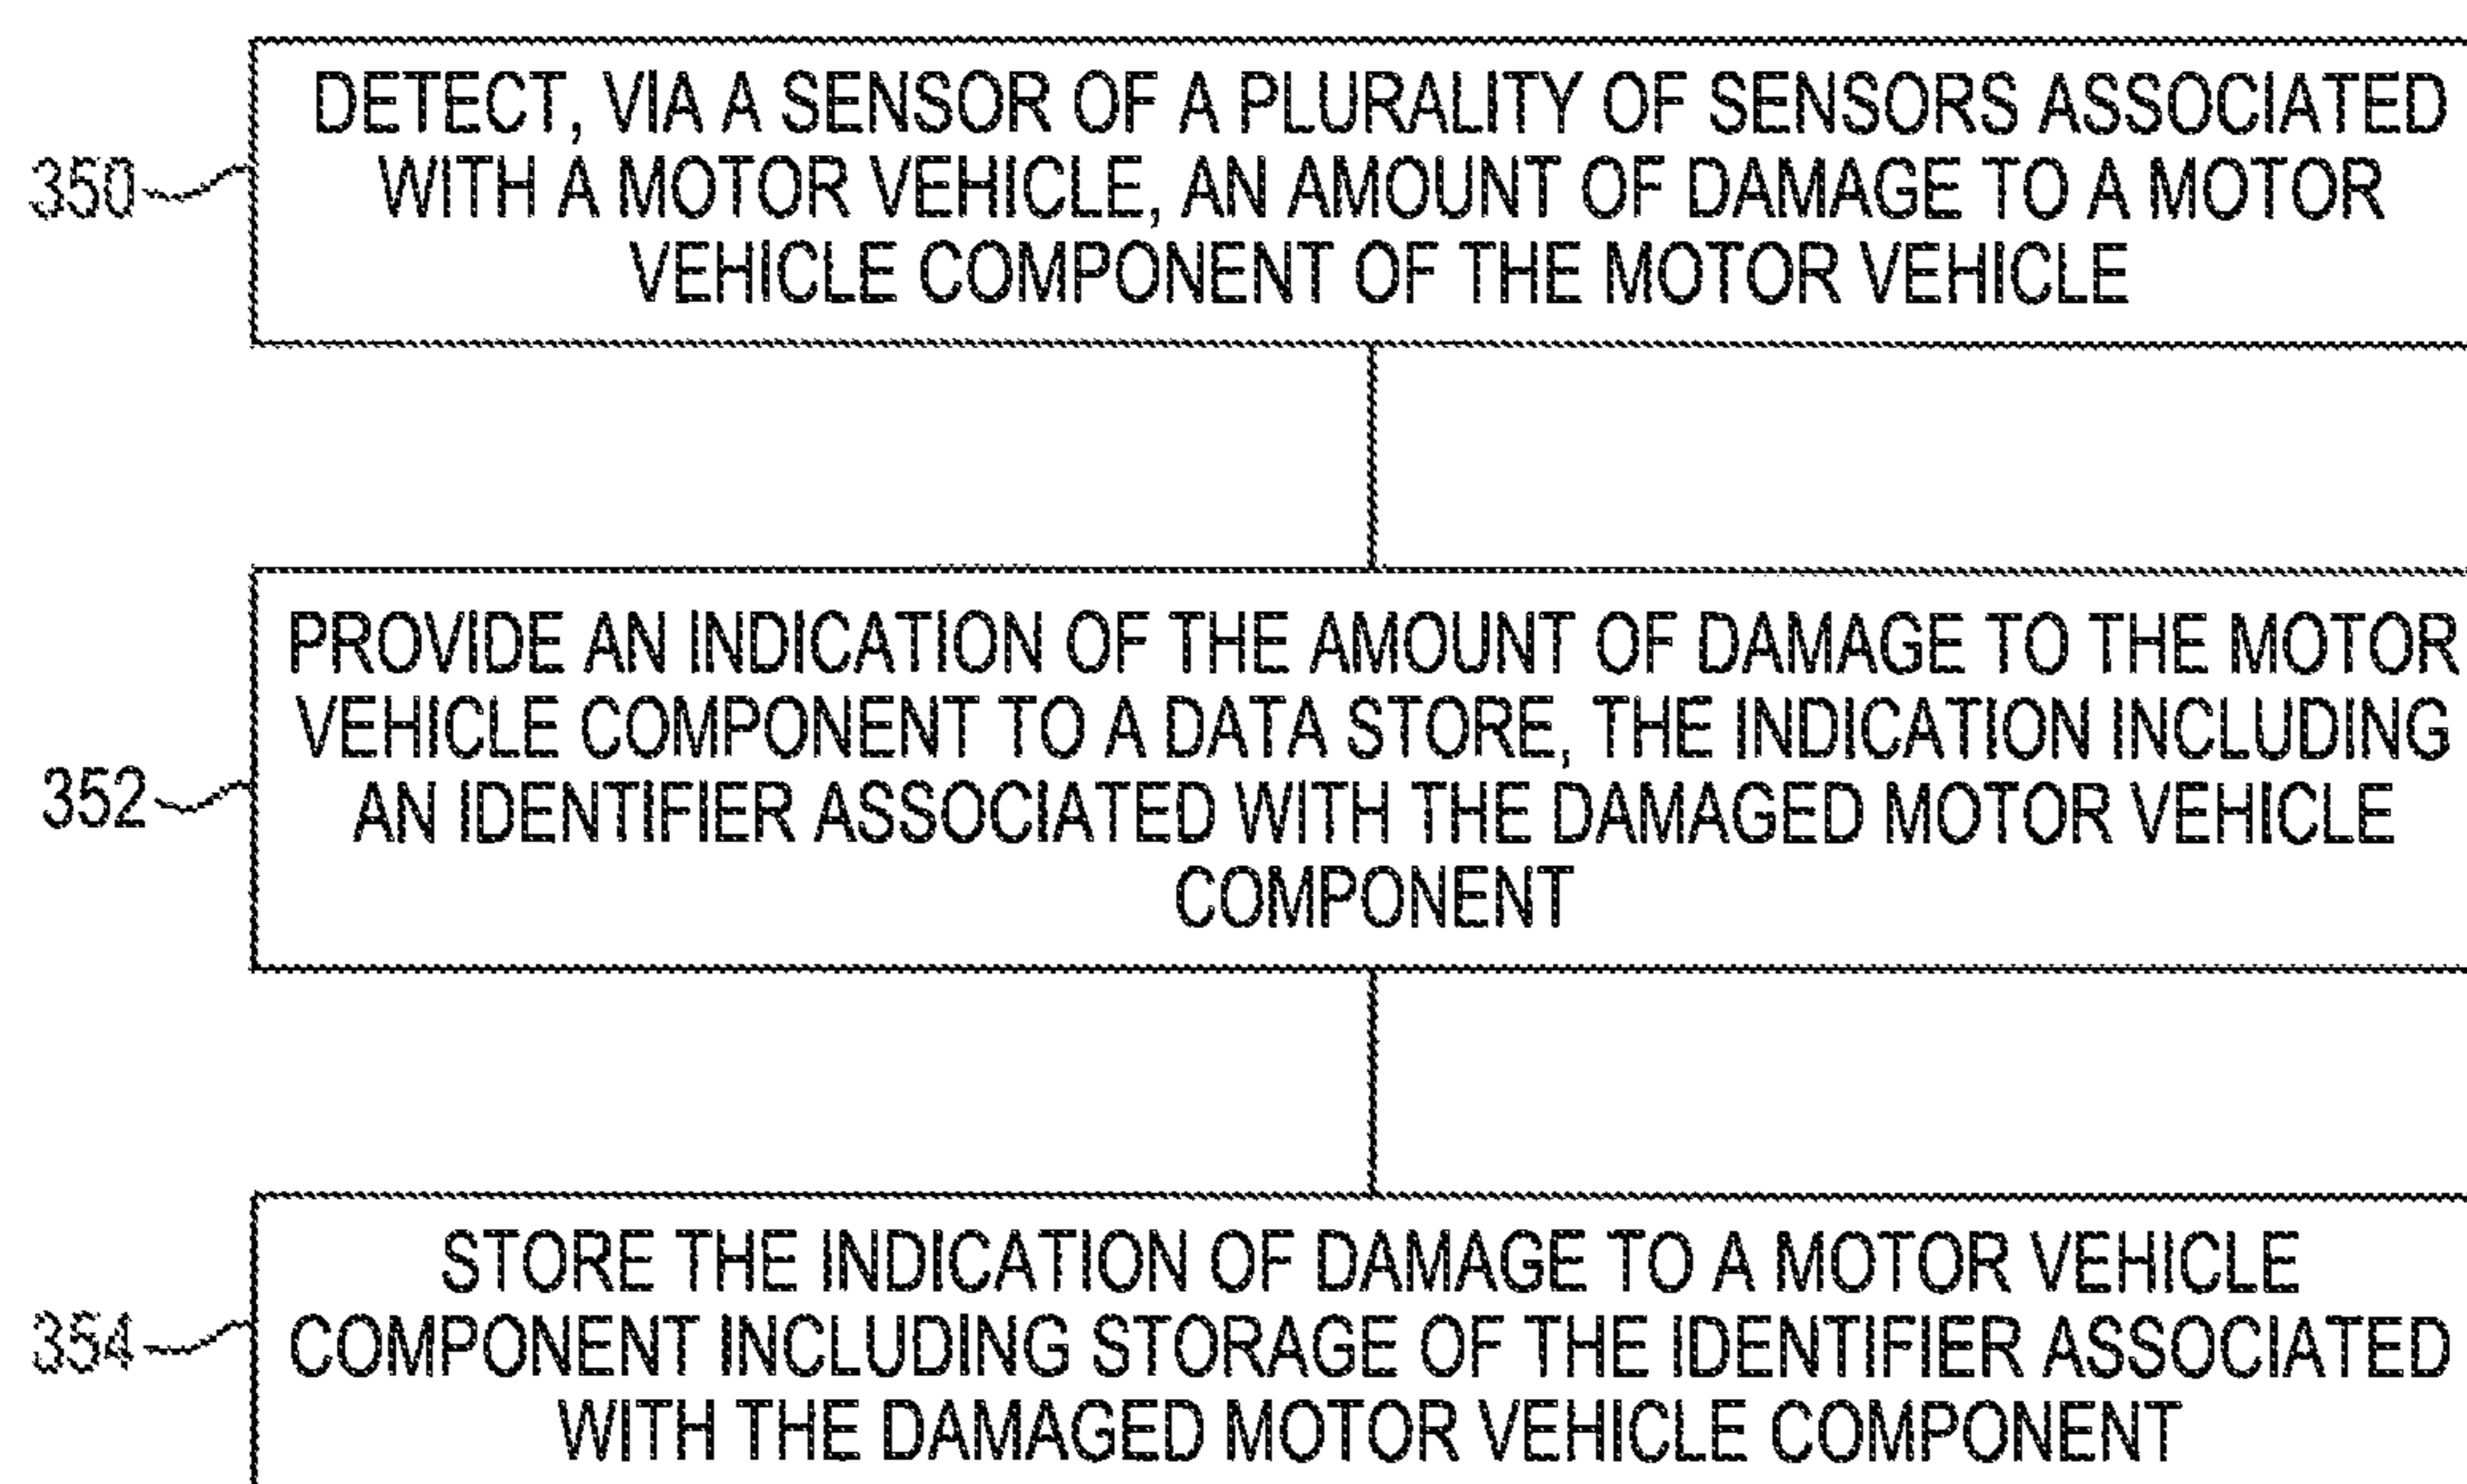 DETECT, VIA A SENSOR OF A PLURALITY OF SENSORS ASSOCIATED
WITH A MOTOR VEHICLE, AN AMOUNT OF DAMAGE TO A MOTOR
VEHICLE COMPONENT OF THE MOTOR VEHICLE
350
PROVIDE AN INDICATION OF THE AMOUNT OF DAMAGE TO THE MOTOR
VEHICLE COMPONENT TO A DATA STORE, THE INDICATION INCLUDING
AN IDENTIFIER ASSOCIATED WITH THE DAMAGED MOTOR VEHICLE
COMPONENT
352
STORE THE INDICATION OF DAMAGE TO A MOTOR VEHICLE
COMPONENT INCLUDING STORAGE OF THE IDENTIFIER ASSOCIATED
WITH THE DAMAGED MOTOR VEHICLE COMPONENT
354